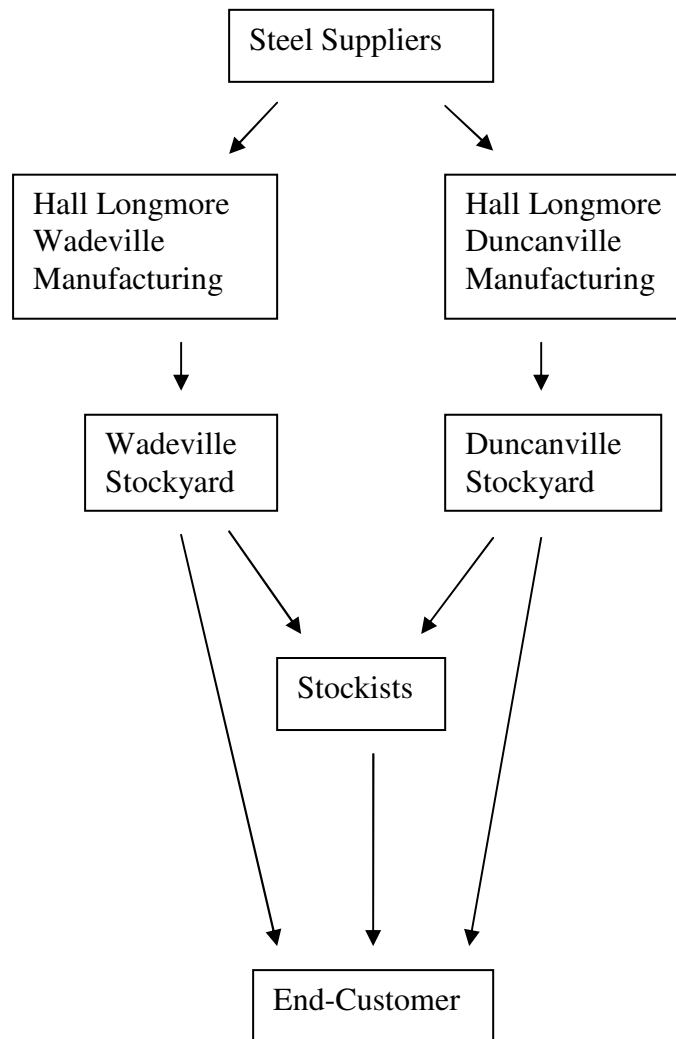 Steel Suppliers
Hall Longmore
Wadeville
Manufacturing
Hall Longmore
Duncanville
Manufacturing
Wadeville
Stockyard
Duncanville
Stockyard
Stockists
End-Customer